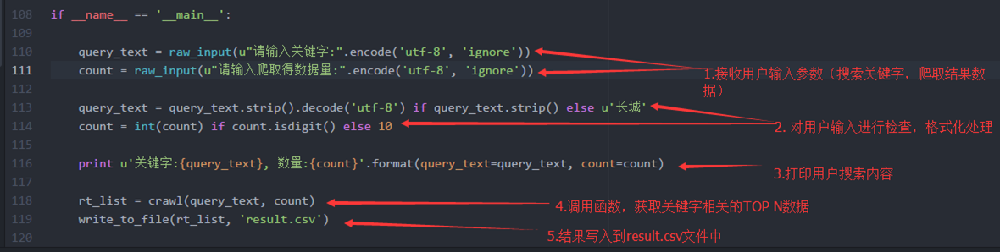 108 if __name__ == '__main__':
109
110 query_text = raw_input(u"请输入关键字:".encode('utf-8', 'ignore'))
111 count = raw_input(u"请输入爬取得数据量:".encode('utf-8', 'ignore'))
1.接收用户输入参数（搜索关键字，爬取结果数
据）
112
113 query_text = query_text.strip().decode('utf-8') if query_text.strip() else u'长城'
114 count = int(count) if count.isdigit() else 10
2. 对用户输入进行检查，格式化处理
115
116 print u'关键字:{query_text}, 数量:{count}'.format(query_text=query_text, count=count)
3.打印用户搜索内容
117
118 rt_list = crawl(query_text, count)
4.调用函数，获取关键字相关的TOP N数据
119 write_to_file(rt_list, 'result.csv')
5.结果写入到result.csv文件中
120